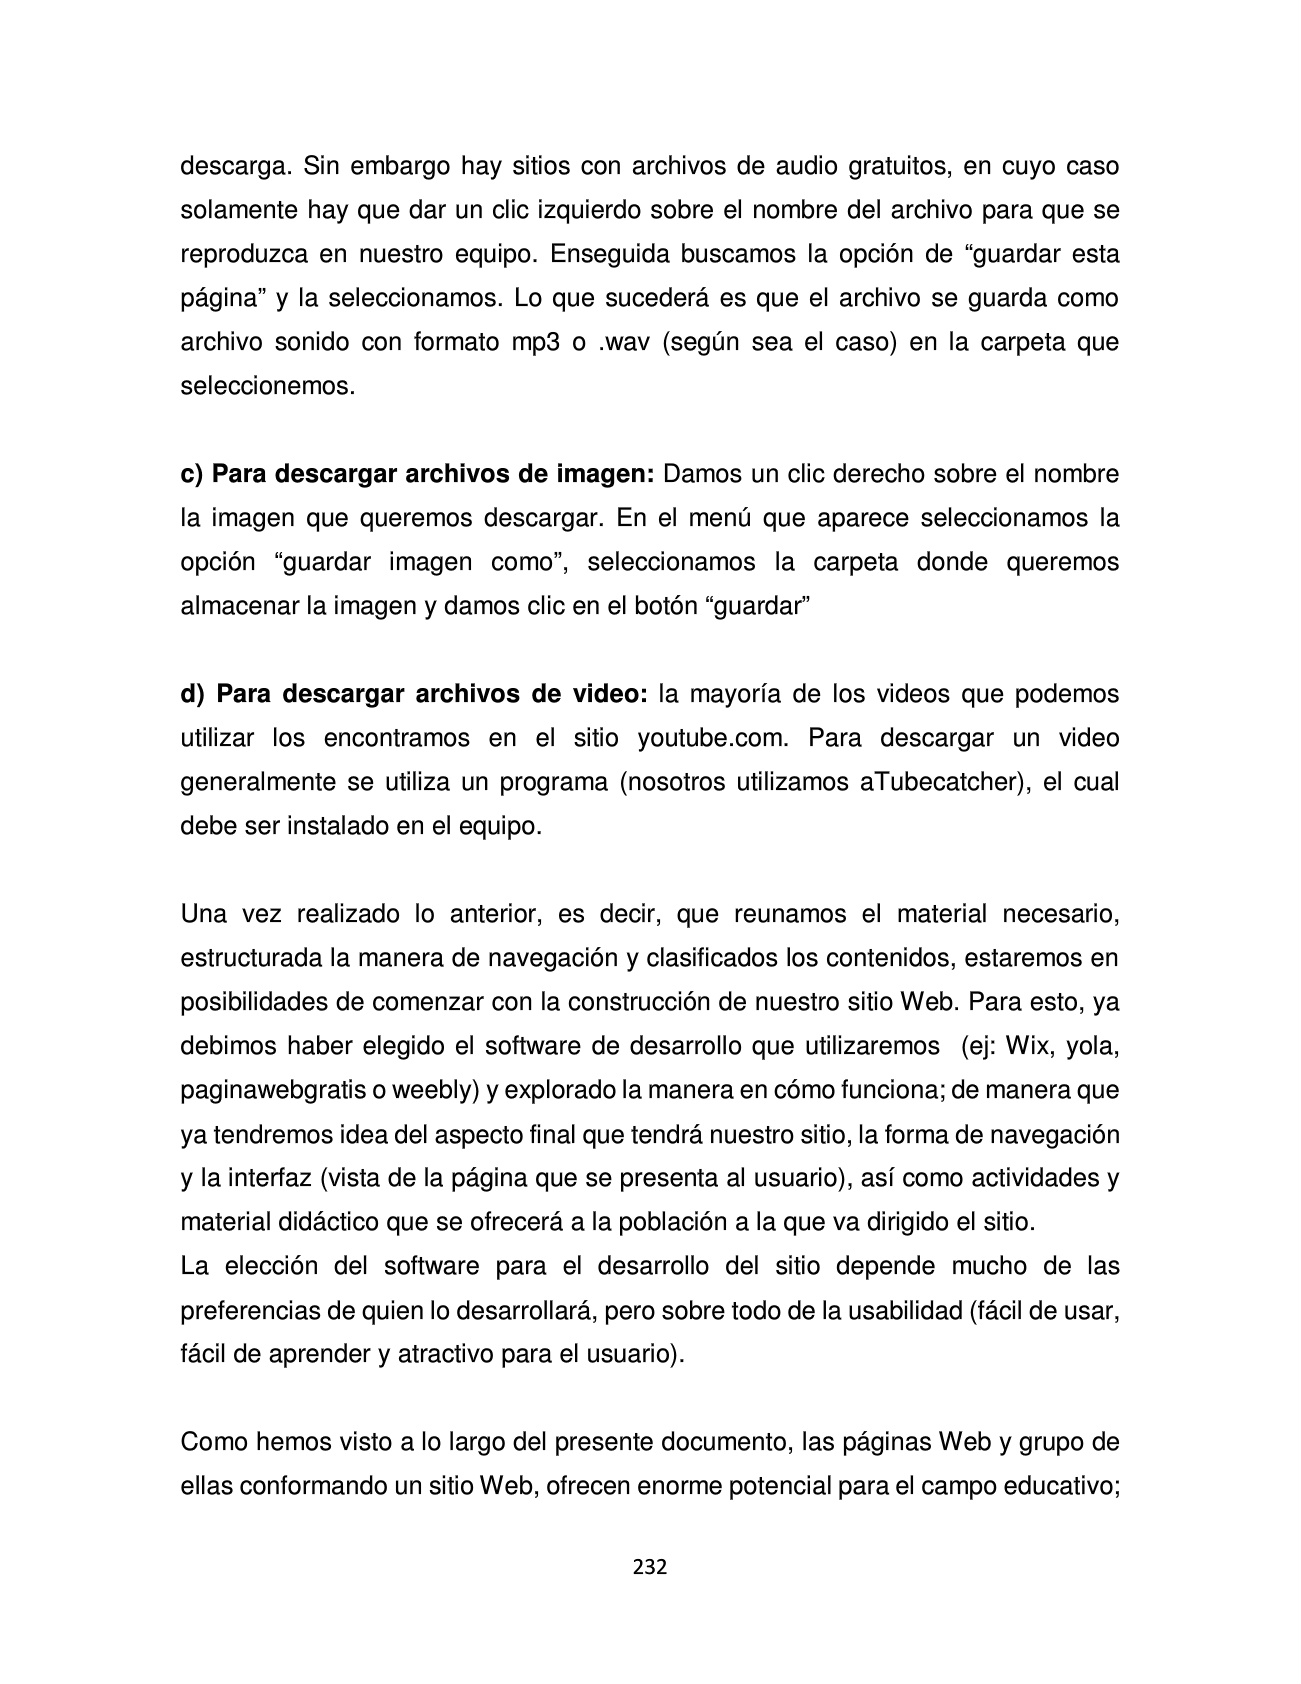 descarga. Sin embargo hay sitios con archivos de audio gratuitos, en cuyo caso
solamente hay que dar un clic izquierdo sobre el nombre del archivo para que se
reproduzca en nuestro equipo. Enseguida buscamos la opción de “guardar esta
página” y la seleccionamos. Lo que sucederá es que el archivo se guarda como
archivo sonido con formato mp3 o .wav (según sea el caso) en la carpeta que
seleccionemos.
c) Para descargar archivos de imagen: Damos un clic derecho sobre el nombre
la imagen que queremos descargar. En el menú que aparece seleccionamos la
opción “guardar imagen como”, seleccionamos la carpeta donde queremos
almacenar la imagen y damos clic en el botón “guardar”
d) Para descargar archivos de video: la mayoría de los videos que podemos
utilizar los encontramos en el sitio youtube.com. Para descargar un video
generalmente se utiliza un programa (nosotros utilizamos aTubecatcher), el cual
debe ser instalado en el equipo.
Una vez realizado lo anterior, es decir, que reunamos el material necesario,
estructurada la manera de navegación y clasificados los contenidos, estaremos en
posibilidades de comenzar con la construcción de nuestro sitio Web. Para esto, ya
debimos haber elegido el software de desarrollo que utilizaremos  (ej: Wix, yola,
paginawebgratis o weebly) y explorado la manera en cómo funciona; de manera que
ya tendremos idea del aspecto final que tendrá nuestro sitio, la forma de navegación
y la interfaz (vista de la página que se presenta al usuario), así como actividades y
material didáctico que se ofrecerá a la población a la que va dirigido el sitio.
La elección del software para el desarrollo del sitio depende mucho de las
preferencias de quien lo desarrollará, pero sobre todo de la usabilidad (fácil de usar,
fácil de aprender y atractivo para el usuario).
Como hemos visto a lo largo del presente documento, las páginas Web y grupo de
ellas conformando un sitio Web, ofrecen enorme potencial para el campo educativo;
232